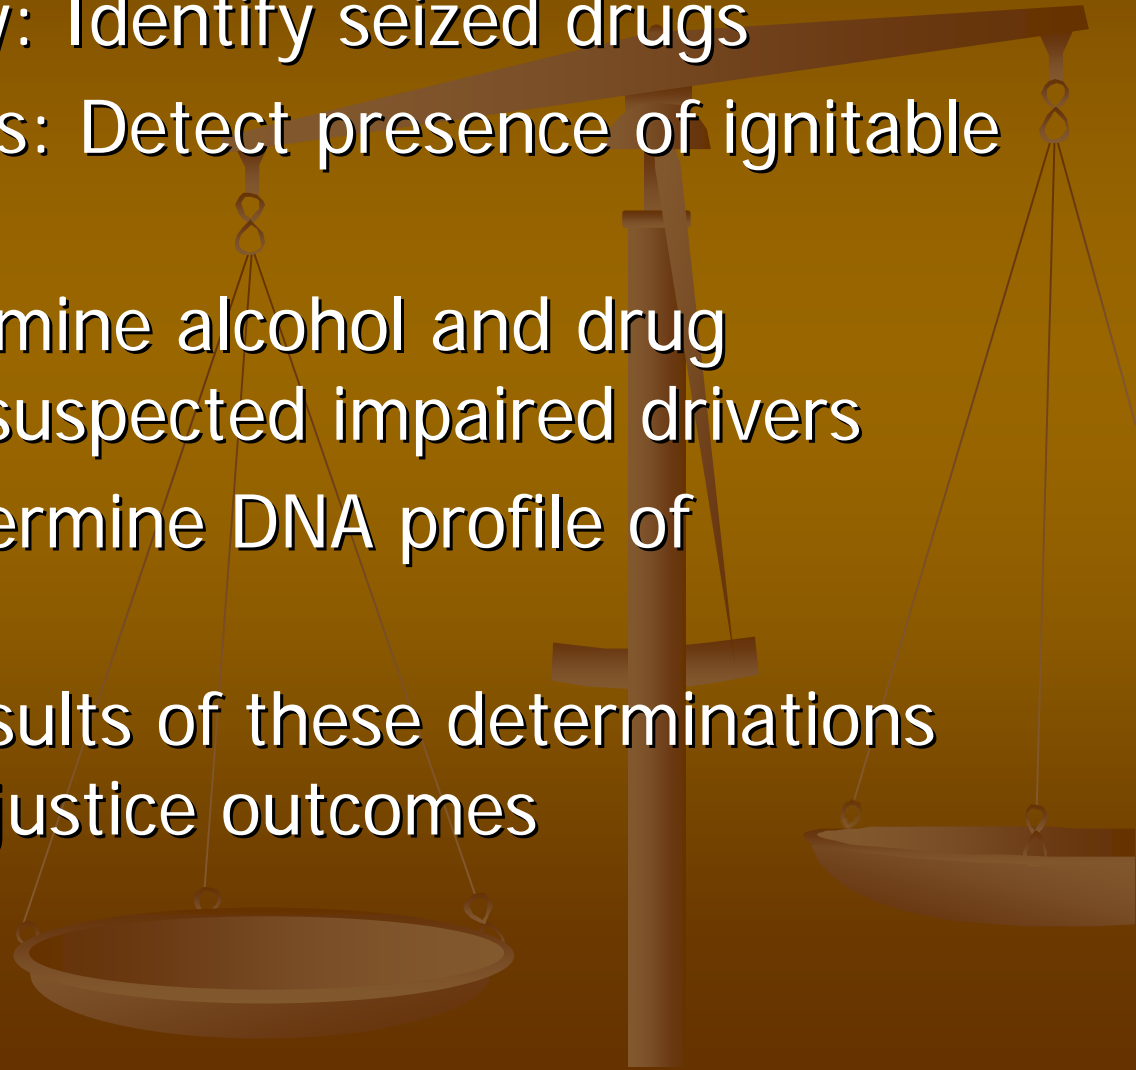 y: Identify seized drugs
s: Detect presence of ignitable
mine alcohol and drug
suspected impaired drivers
ermine DNA profile of
sults of these determinations
justice outcomes